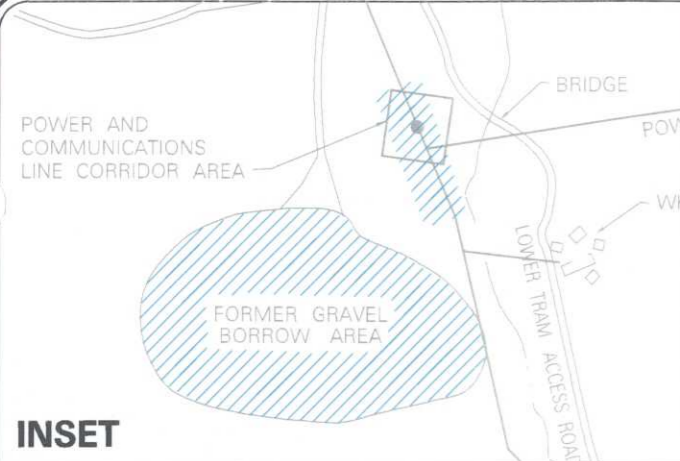 BRIDGE
POWER AND
COMMUNICATIONS
LINE CORRIDOR AREA
LOWER TRAM ACCESS ROAD
FORMER GRAVEL
BORROW AREA
INSET